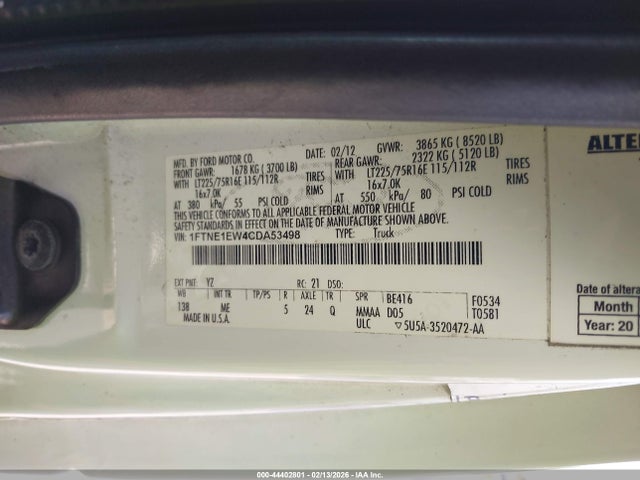 MFD. BY FORD MOTOR CO. DATE: 02/12 GVWR: 3865 KG ( 8520 LB)
FRONT GAWR: 1678 KG ( 3700 LB) REAR GAWR: 2322 KG ( 5120 LB)
WITH LT225/75R16E 115/112R TIRES WITH LT225/75R16E 115/112R TIRES
16x7.0K RIMS 16x7.0K RIMS
AT 380 kPa/ 55 PSI COLD AT 550 kPa/ 80 PSI COLD
THIS VEHICLE CONFORMS TO ALL APPLICABLE FEDERAL MOTOR VEHICLE
SAFETY STANDARDS IN EFFECT ON THE DATE OF MANUFACTURE SHOWN ABOVE.
VIN: 1FTNE1EW4CDA53498 TYPE: Truck
EXT PNT: YZ RC: 21 DSO:
WB INT TR TP/PS R AXLE TR SPR BE416 F0534
138 ME 5 24 Q MMAA D05 T0581
MADE IN U.S.A. ULC ▽5U5A-3520472-AA
ALTE
Date of altera
Month
Year: 20
000-44402801 - 02/13/2026 - IAAI.COM